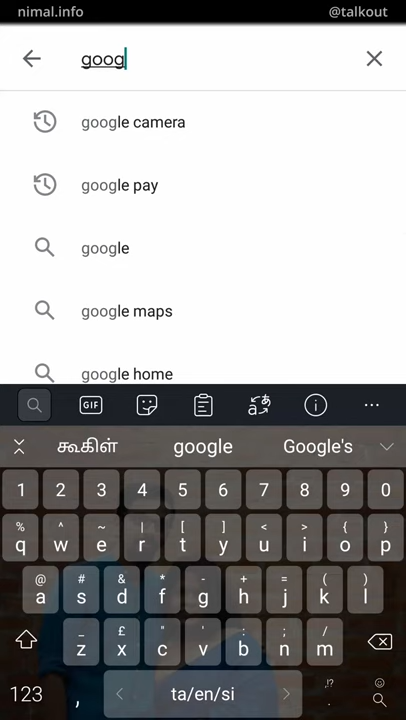 nimal.info @talkout
goog
google camera
google pay
google
google maps
google home
GIF
கூகிள் google Google's
1 2 3 4 5 6 7 8 9 0
% ^ ~ | [ ] < > { }
q w e r t y u i o p
@ # & * - + = ( )
a s d f g h j k l
_ £ " ' : ; /
z x c v b n m
123 , < ta/en/si > ,!? .